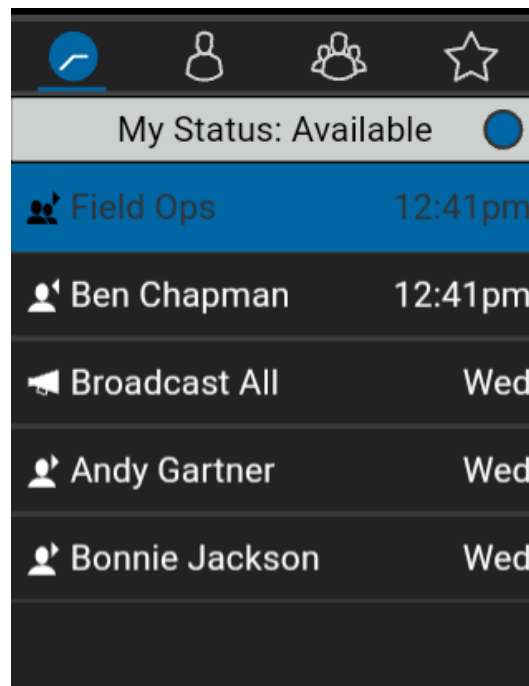 My Status: Available
Field Ops 12:41pm
Ben Chapman 12:41pm
Broadcast All Wed
Andy Gartner Wed
Bonnie Jackson Wed